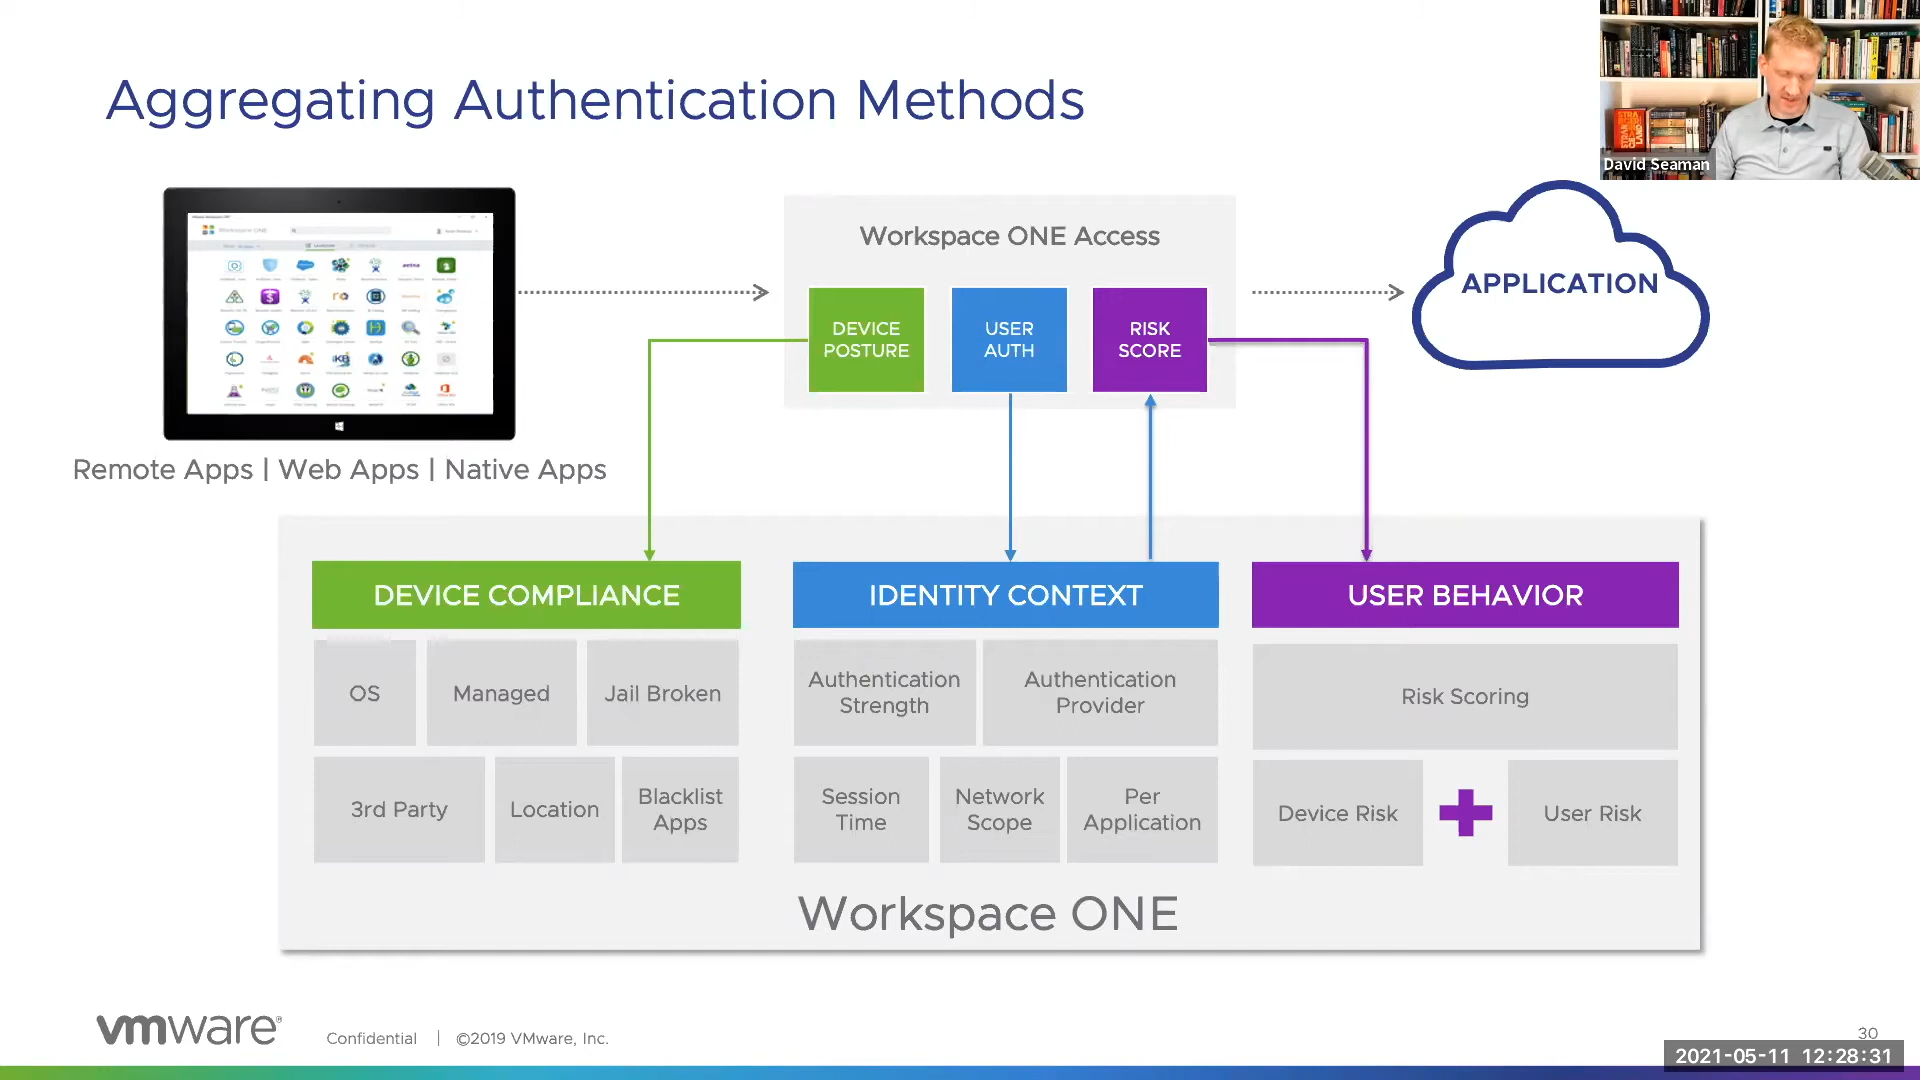 Aggregating Authentication Methods
David Seaman
Workspace ONE
Workspace ONE Access
DEVICE
POSTURE
USER
AUTH
RISK
SCORE
APPLICATION
Remote Apps | Web Apps | Native Apps
DEVICE COMPLIANCE
OS
Managed
Jail Broken
3rd Party
Location
Blacklist
Apps
IDENTITY CONTEXT
Authentication
Strength
Authentication
Provider
Session
Time
Network
Scope
Per
Application
USER BEHAVIOR
Risk Scoring
Device Risk
User Risk
Workspace ONE
vmware®
Confidential | ©2019 VMware, Inc.
30
2021-05-11 12:28:31